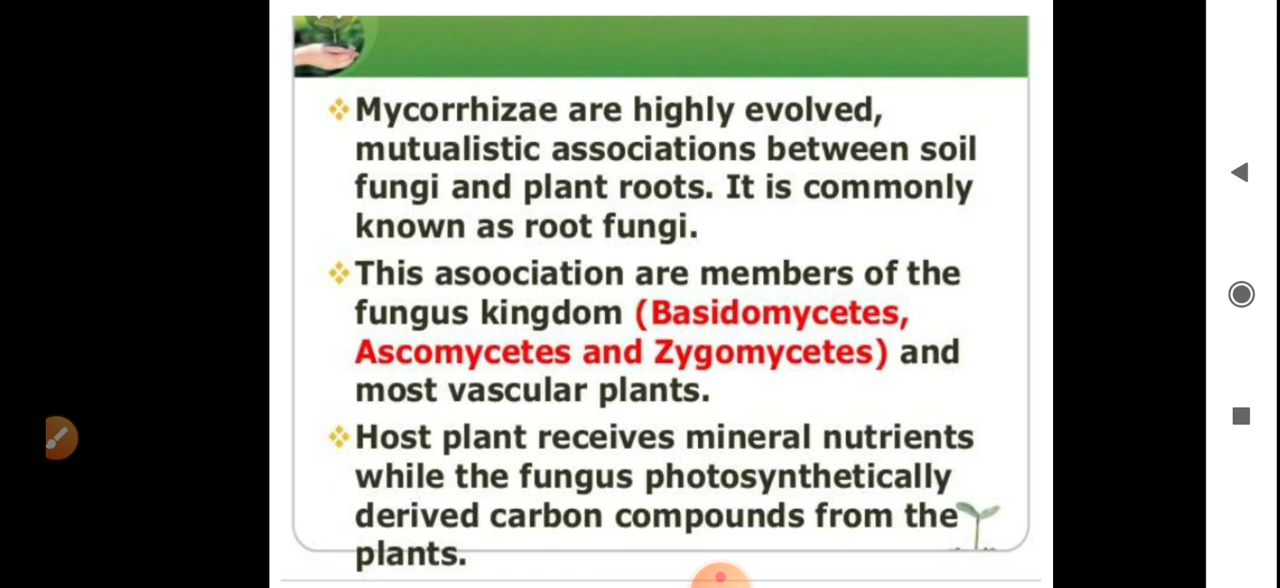 Mycorrhizae are highly evolved,
mutualistic associations between soil
fungi and plant roots. It is commonly
known as root fungi.
This asoociation are members of the
fungus kingdom (Basidomycetes,
Ascomycetes and Zygomycetes) and
most vascular plants.
Host plant receives mineral nutrients
while the fungus photosynthetically
derived carbon compounds from the
plants.